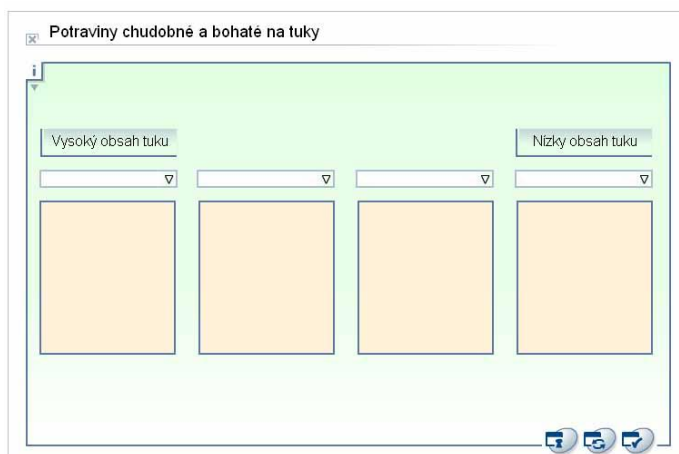 Potraviny chudobné a bohaté na tuky
i
Vysoký obsah tuku
Nízky obsah tuku